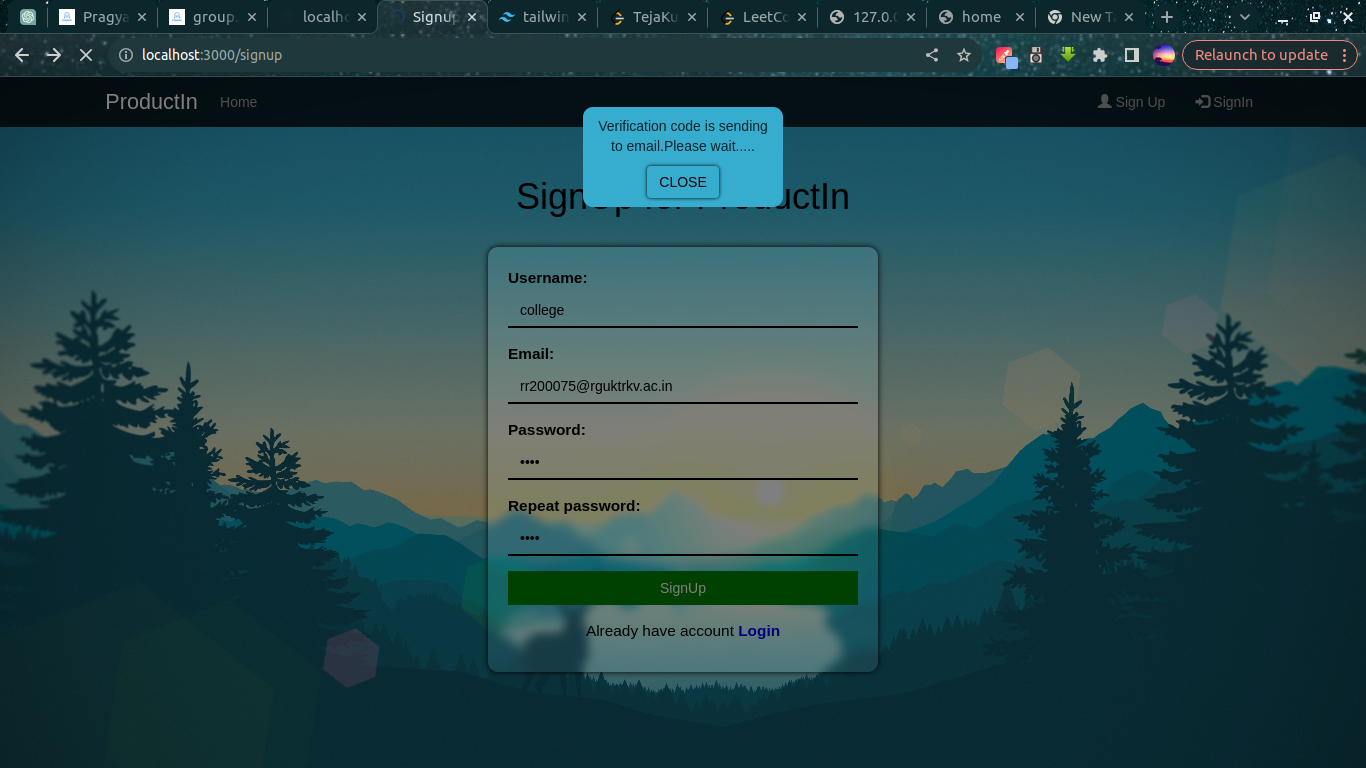 Pragya
group.
localho
Signup
tailwin
TejaKu
LeetCo
127.0.0
home
New Ta
localhost:3000/signup
Relaunch to update
ProductIn Home Sign Up SignIn
Verification code is sending
to email.Please wait.....
CLOSE
SignUp for ProductIn
Username:
college
Email:
rr200075@rguktrkv.ac.in
Password:
••••
Repeat password:
••••
SignUp
Already have account Login